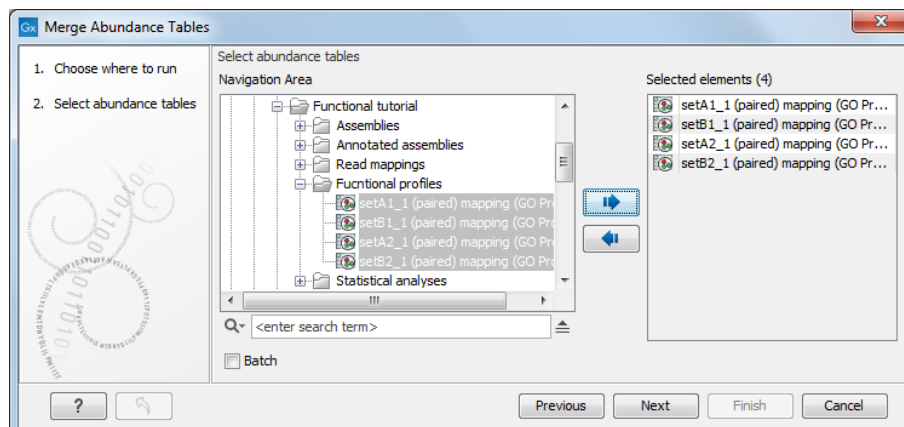 Gx Merge Abundance Tables
1. Choose where to run
2. Select abundance tables
Select abundance tables
Navigation Area
Functional tutorial
Assemblies
Annotated assemblies
Read mappings
Fucntional profiles
setA1_1 (paired) mapping (GO Pr
setB1_1 (paired) mapping (GO Pr
setA2_1 (paired) mapping (GO Pr
setB2_1 (paired) mapping (GO Pr
Statistical analyses
<enter search term>
Batch
Selected elements (4)
setA1_1 (paired) mapping (GO Pr...
setB1_1 (paired) mapping (GO Pr...
setA2_1 (paired) mapping (GO Pr...
setB2_1 (paired) mapping (GO Pr...
?
Previous
Next
Finish
Cancel